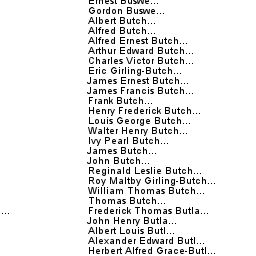 Ernest Buswe...
Gordon Buswe...
Albert Butch...
Alfred Butch...
Alfred Ernest Butch...
Arthur Edward Butch...
Charles Victor Butch...
Eric Girling-Butch...
James Ernest Butch...
James Francis Butch...
Frank Butch...
Henry Frederick Butch...
Louis George Butch...
Walter Henry Butch...
Ivy Pearl Butch...
James Butch...
John Butch...
Reginald Leslie Butch...
Roy Maltby Girling-Butch...
William Thomas Butch...
Thomas Butch...
... Frederick Thomas Butla...
John Henry Butla...
Albert Louis Butl...
Alexander Edward Butl...
Herbert Alfred Grace-Butl...